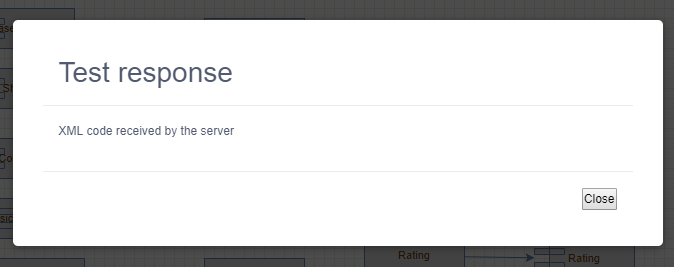 Test response
XML code received by the server
Close
Rating
Rating